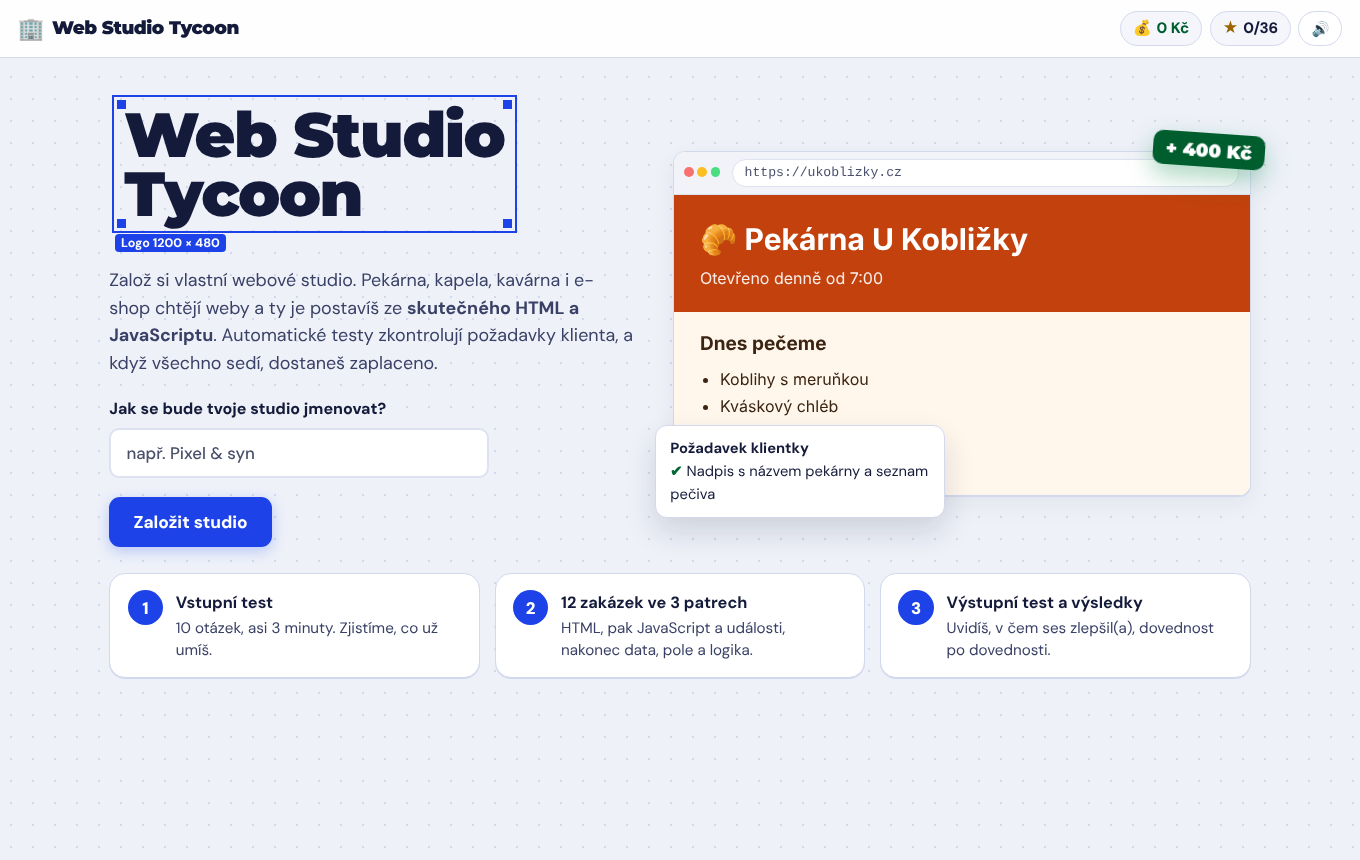 Web Studio Tycoon
0 Kč
★ 0/36
Web Studio
Tycoon
Logo 1200 × 480
Založ si vlastní webové studio. Pekárna, kapela, kavárna i e-
shop chtějí weby a ty je postavíš ze skutečného HTML a
JavaScriptu. Automatické testy zkontrolují požadavky klienta, a
když všechno sedí, dostaneš zaplaceno.
Jak se bude tvoje studio jmenovat?
např. Pixel & syn
Založit studio
+ 400 Kč
https://ukoblizky.cz
🥐 Pekárna U Kobližky
Otevřeno denně od 7:00
Dnes pečeme
• Koblihy s meruňkou
• Kváskový chléb
Požadavek klientky
✔ Nadpis s názvem pekárny a seznam
pečiva
1 Vstupní test
10 otázek, asi 3 minuty. Zjistíme, co už
umíš.
2 12 zakázek ve 3 patrech
HTML, pak JavaScript a události,
nakonec data, pole a logika.
3 Výstupní test a výsledky
Uvidíš, v čem ses zlepšil(a), dovednost
po dovednosti.